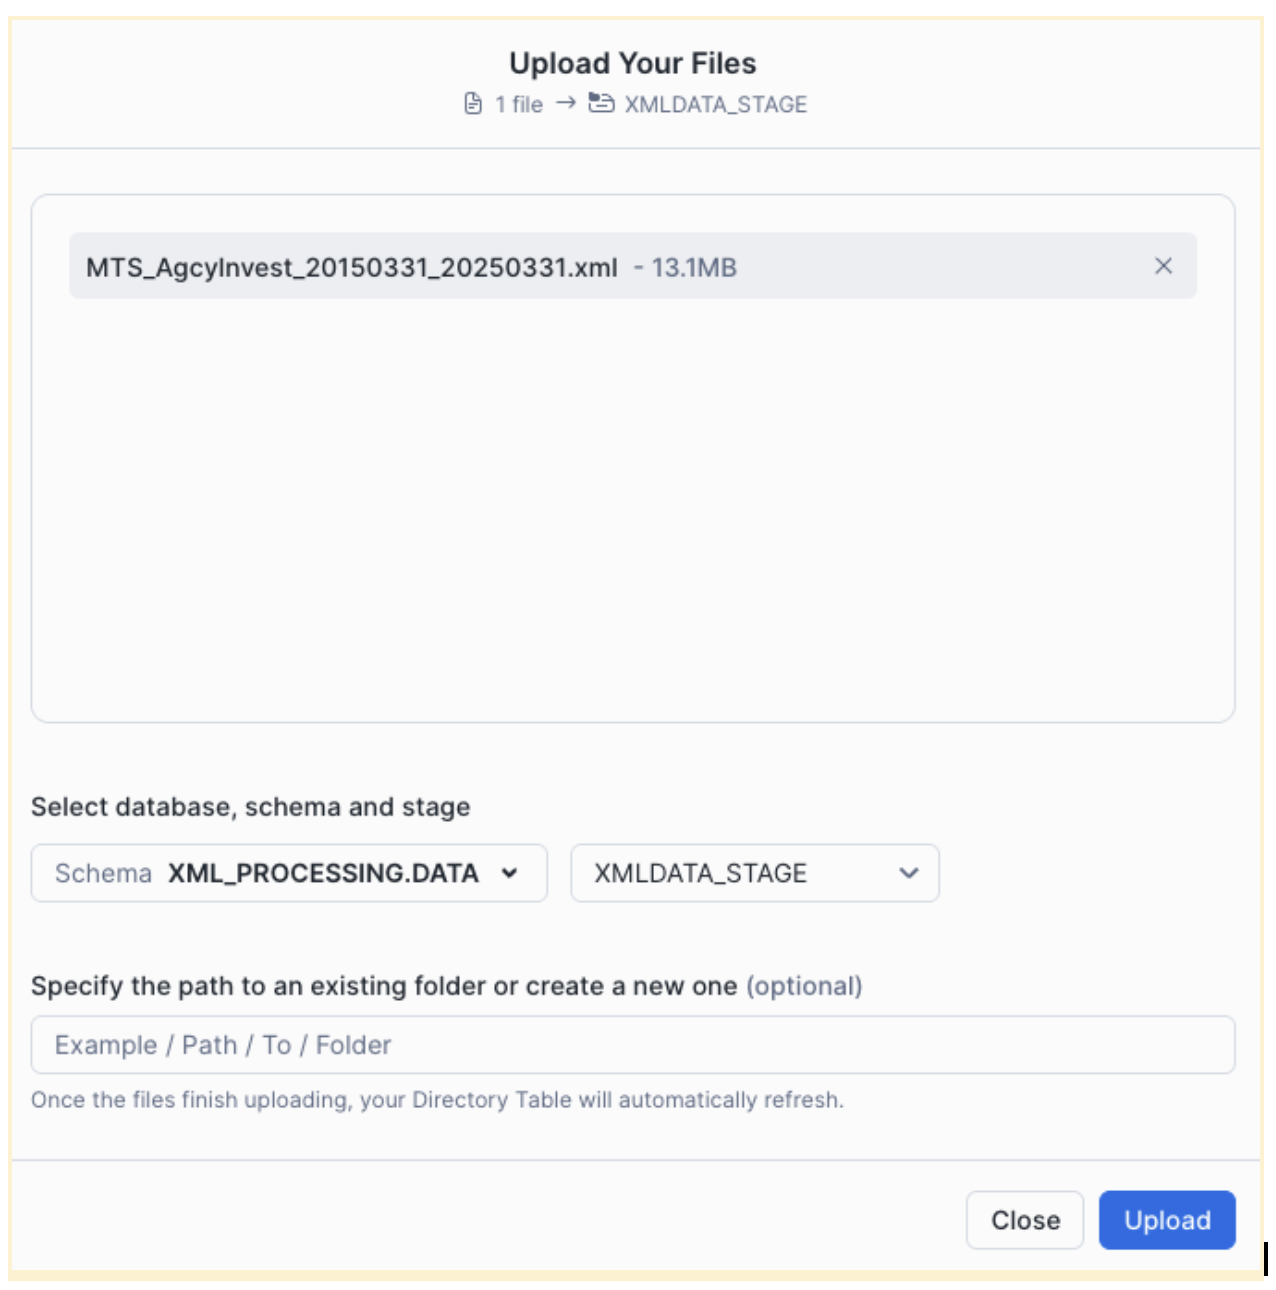 Upload Your Files
1 file → XMLDATA_STAGE
MTS_AgcyInvest_20150331_20250331.xml - 13.1MB
Select database, schema and stage
Schema XML_PROCESSING.DATA XMLDATA_STAGE
Specify the path to an existing folder or create a new one (optional)
Example / Path / To / Folder
Once the files finish uploading, your Directory Table will automatically refresh.
Close Upload